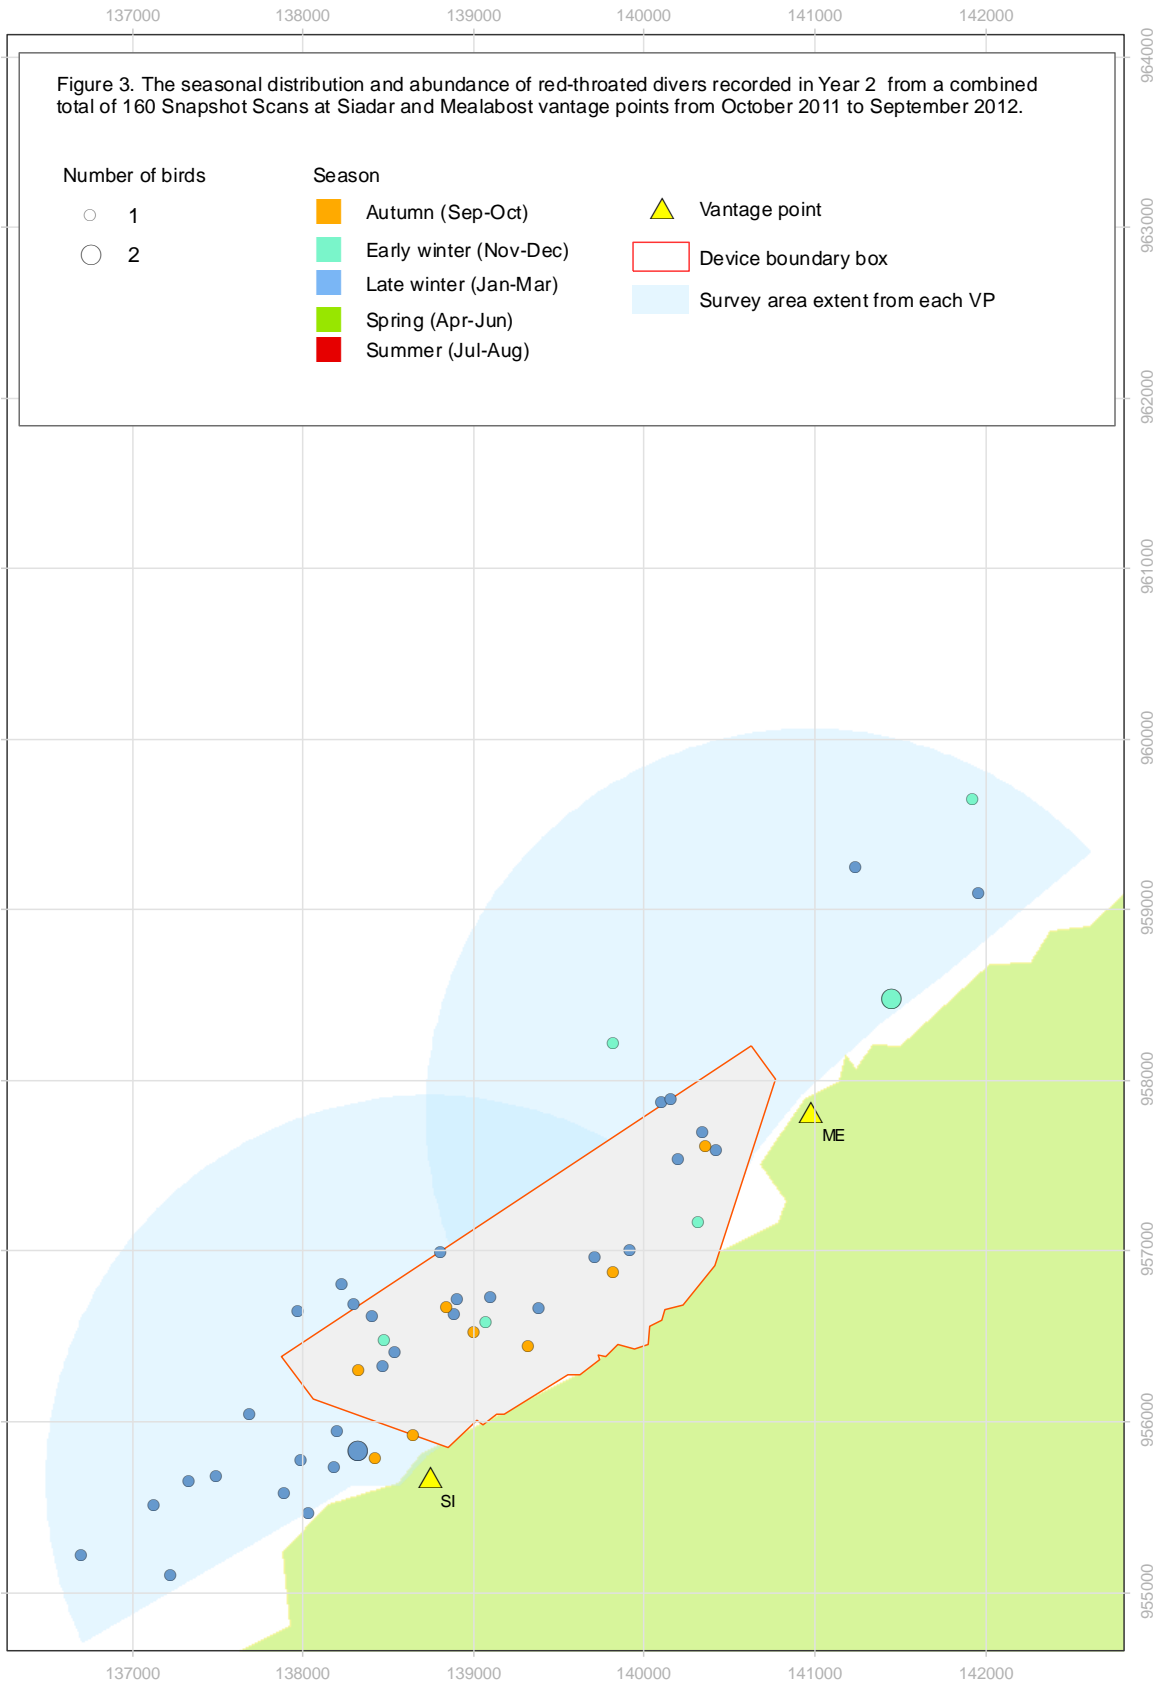 137000 138000 139000 140000 141000 142000
Figure 3. The seasonal distribution and abundance of red-throated divers recorded in Year 2 from a combined
total of 160 Snapshot Scans at Siadar and Mealabost vantage points from October 2011 to September 2012.
Number of birds
1
2
Season
Autumn (Sep-Oct)
Early winter (Nov-Dec)
Late winter (Jan-Mar)
Spring (Apr-Jun)
Summer (Jul-Aug)
Vantage point
Device boundary box
Survey area extent from each VP
964000
963000
962000
961000
960000
959000
958000
957000
956000
955000
ME
SI
137000 138000 139000 140000 141000 142000